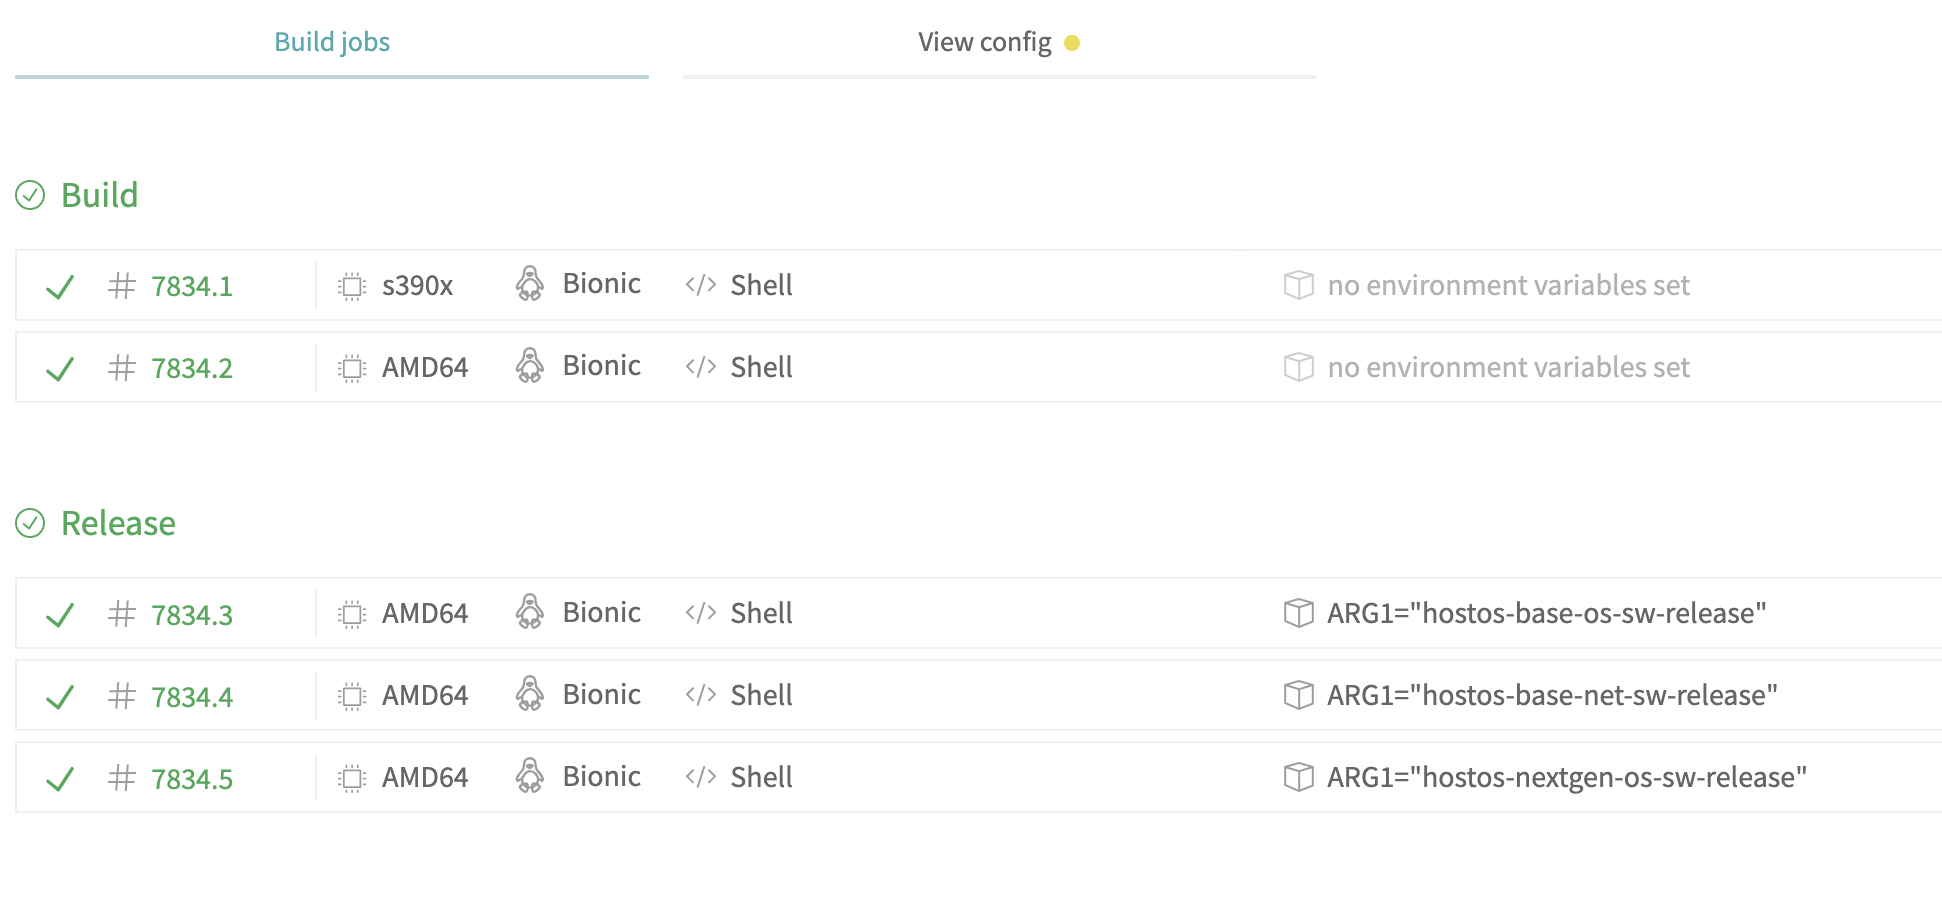 Build jobs
View config
Build
# 7834.1 s390x Bionic </> Shell no environment variables set
# 7834.2 AMD64 Bionic </> Shell no environment variables set
Release
# 7834.3 AMD64 Bionic </> Shell ARG1="hostos-base-os-sw-release"
# 7834.4 AMD64 Bionic </> Shell ARG1="hostos-base-net-sw-release"
# 7834.5 AMD64 Bionic </> Shell ARG1="hostos-nextgen-os-sw-release"